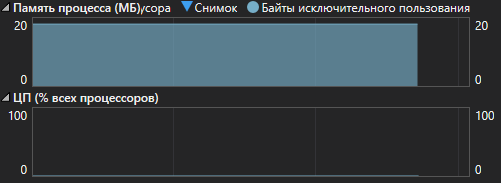 Память процесса (МБ)усора Снимок Байты исключительного пользования
20 20
0 0
ЦП (% всех процессоров)
100 100
0 0